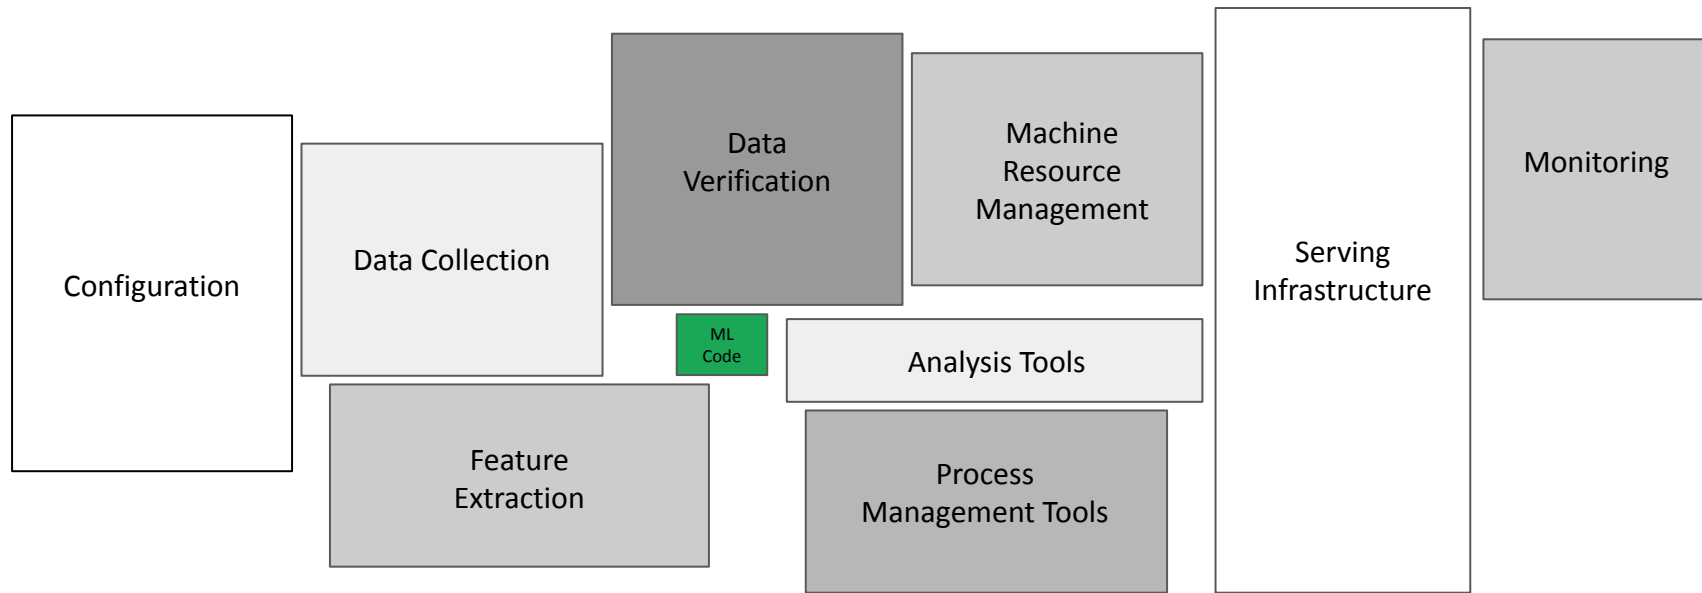 Configuration
Data Collection
Feature
Extraction
Data
Verification
ML
Code
Machine
Resource
Management
Analysis Tools
Process
Management Tools
Serving
Infrastructure
Monitoring